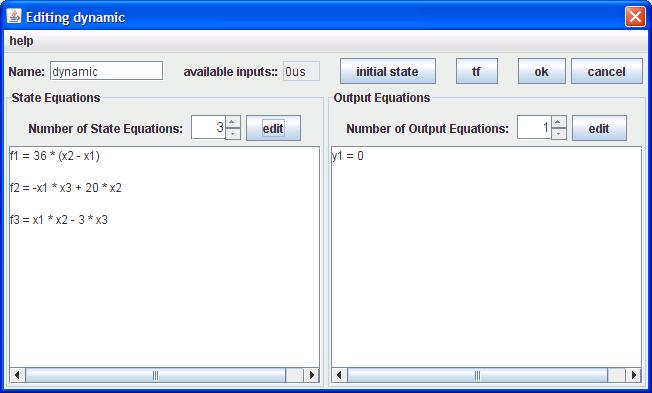 Editing dynamic
help
Name: dynamic available inputs:: 0us initial state tf ok cancel
State Equations
Number of State Equations: 3 edit
f1 = 36 * (x2 - x1)
f2 = -x1 * x3 + 20 * x2
f3 = x1 * x2 - 3 * x3
Output Equations
Number of Output Equations: 1 edit
y1 = 0